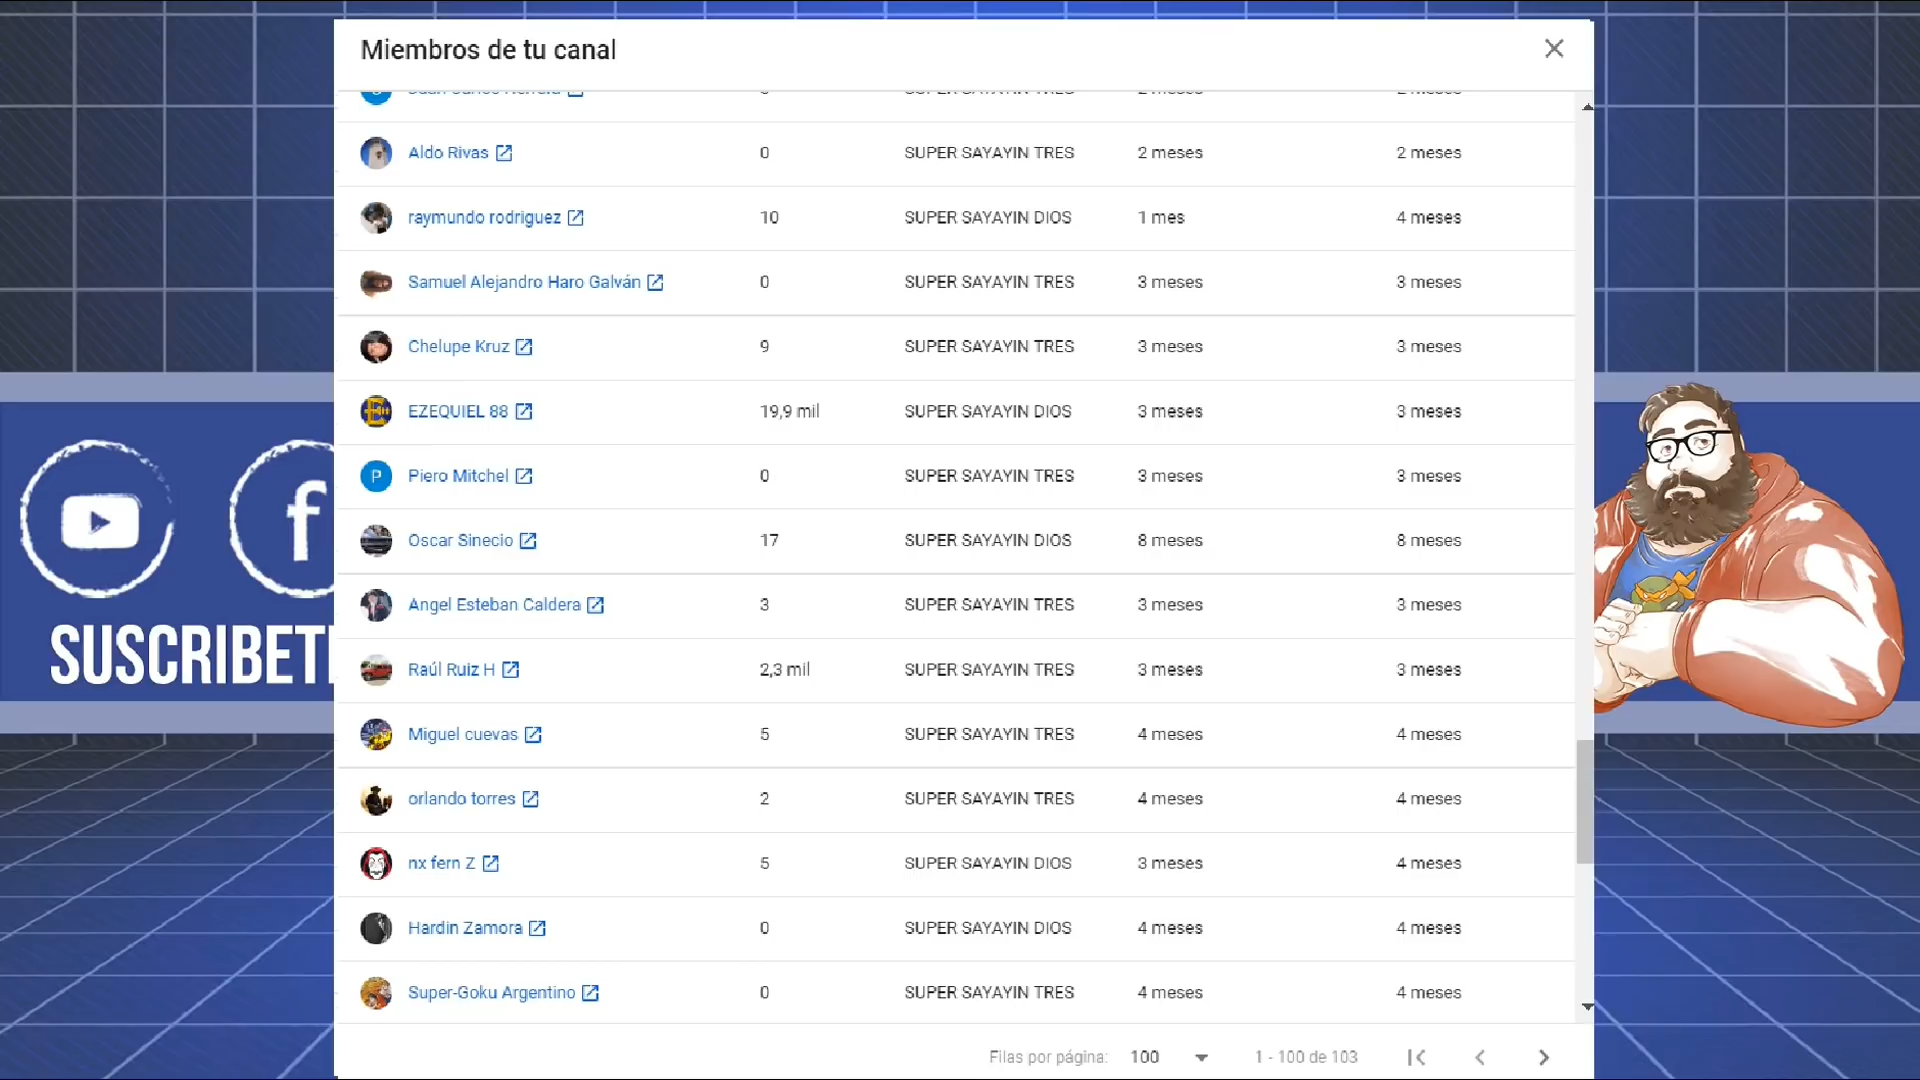 Miembros de tu canal
Aldo Rivas 0 SUPER SAYAYIN TRES 2 meses 2 meses
raymundo rodriguez 10 SUPER SAYAYIN DIOS 1 mes 4 meses
Samuel Alejandro Haro Galván 0 SUPER SAYAYIN TRES 3 meses 3 meses
Chelupe Kruz 9 SUPER SAYAYIN TRES 3 meses 3 meses
EZEQUIEL 88 19,9 mil SUPER SAYAYIN DIOS 3 meses 3 meses
P Piero Mitchel 0 SUPER SAYAYIN TRES 3 meses 3 meses
Oscar Sinecio 17 SUPER SAYAYIN DIOS 8 meses 8 meses
Angel Esteban Caldera 3 SUPER SAYAYIN TRES 3 meses 3 meses
Raúl Ruiz H 2,3 mil SUPER SAYAYIN TRES 3 meses 3 meses
Miguel cuevas 5 SUPER SAYAYIN TRES 4 meses 4 meses
orlando torres 2 SUPER SAYAYIN TRES 4 meses 4 meses
nx fern Z 5 SUPER SAYAYIN DIOS 3 meses 4 meses
Hardin Zamora 0 SUPER SAYAYIN DIOS 4 meses 4 meses
Super-Goku Argentino 0 SUPER SAYAYIN TRES 4 meses 4 meses
Filas por página: 100 1 - 100 de 103
f
SUSCRIBETE